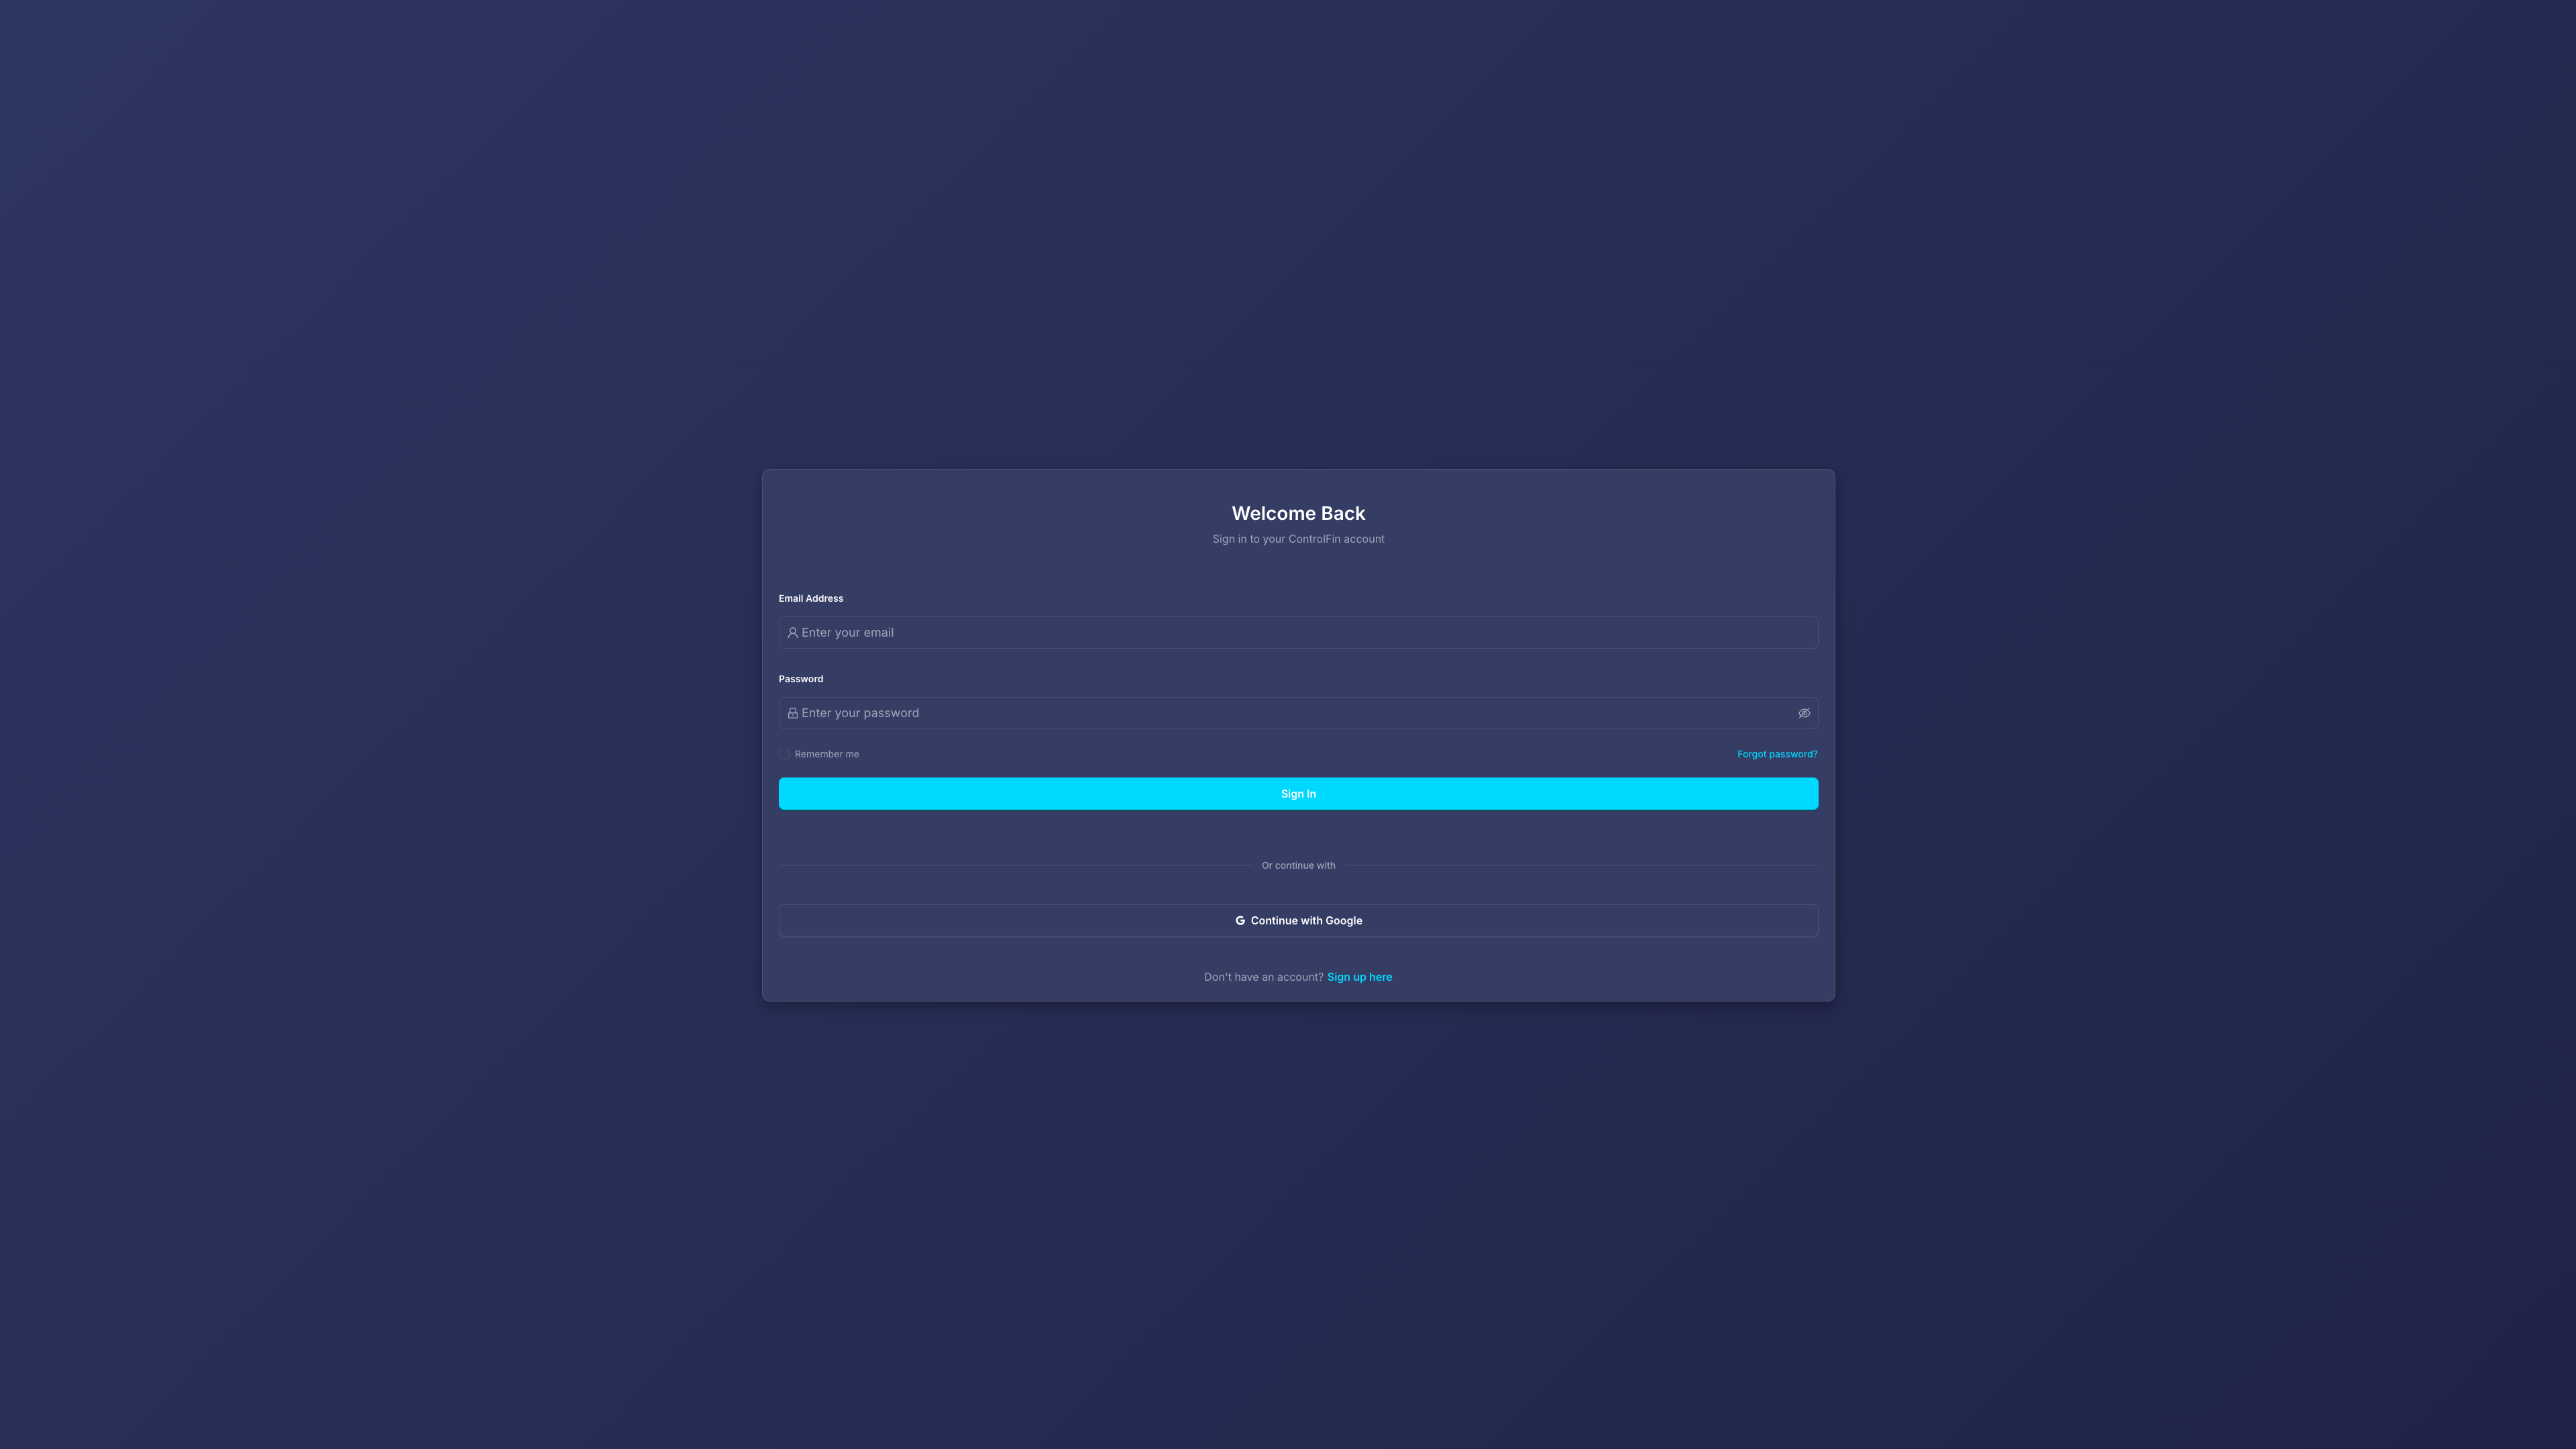 Welcome Back
Sign in to your ControlFin account
Email Address
Enter your email
Password
Enter your password
Remember me
Forgot password?
Sign In
Or continue with
Continue with Google
Don't have an account? Sign up here